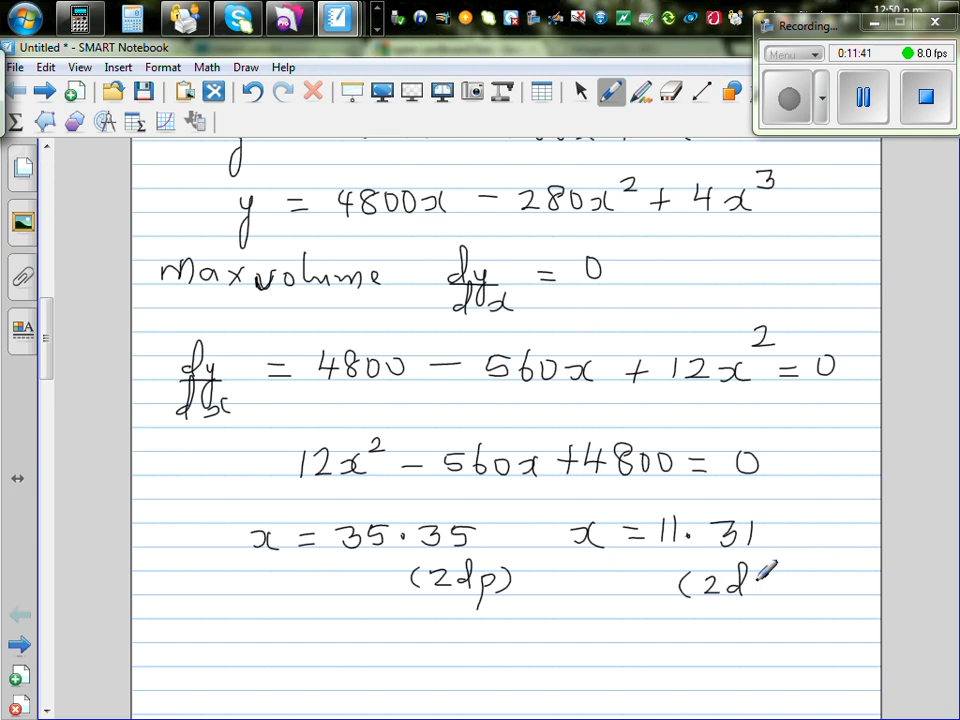 12:50 p.m.
Recording...
Menu
0:11:41
8.0 fps
Untitled * - SMART Notebook
File Edit View Insert Format Math Draw Help
y = 4800x - 280x² + 4x³
Max volume dy/dx = 0
dy/dx = 4800 - 560x + 12x² = 0
12x² - 560x + 4800 = 0
x = 35.35 x = 11.31
(2dp) (2d